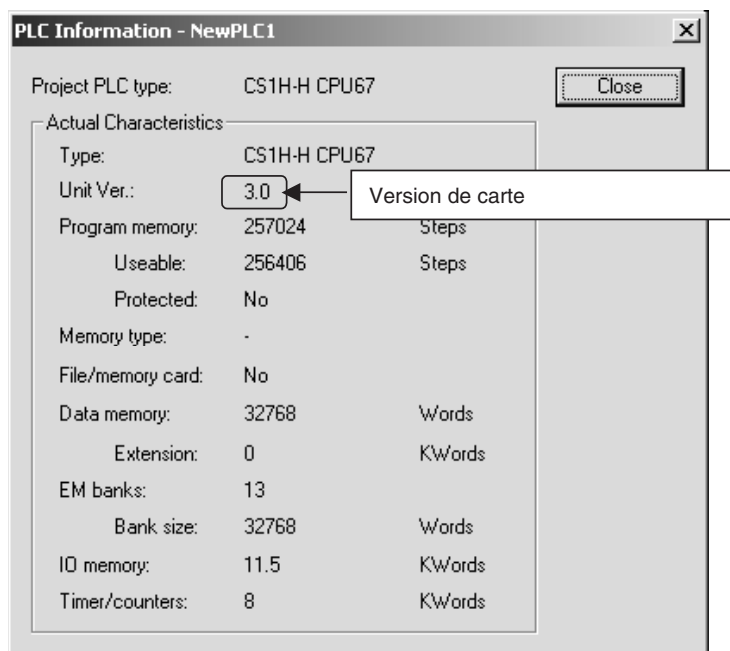 PLC Information - NewPLC1
Project PLC type: CS1H-H CPU67 Close
Actual Characteristics
Type: CS1H-H CPU67
Unit Ver.: 3.0 Version de carte
Program memory: 257024 Steps
Useable: 256406 Steps
Protected: No
Memory type: -
File/memory card: No
Data memory: 32768 Words
Extension: 0 KWords
EM banks: 13
Bank size: 32768 Words
IO memory: 11.5 KWords
Timer/counters: 8 KWords